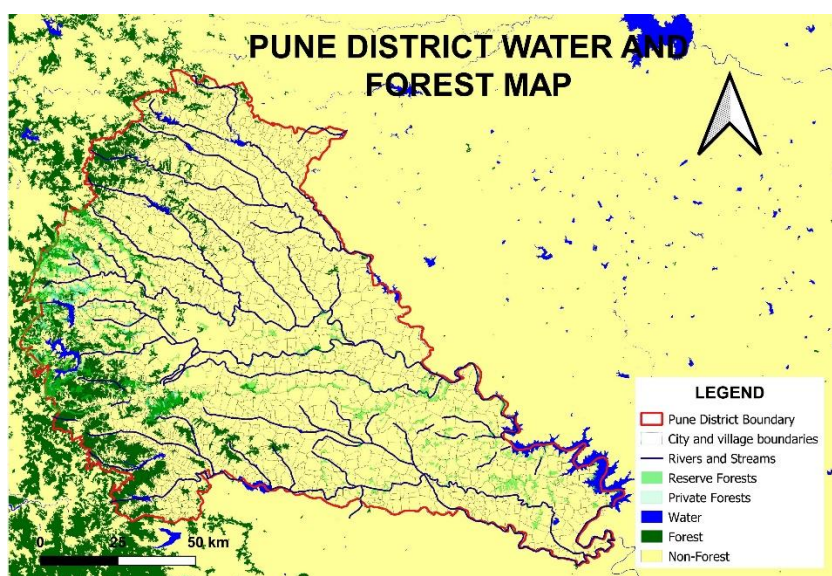 PUNE DISTRICT WATER AND
FOREST MAP
LEGEND
Pune District Boundary
City and village boundaries
Rivers and Streams
Reserve Forests
Private Forests
Water
Forest
Non-Forest
0 25 50 km